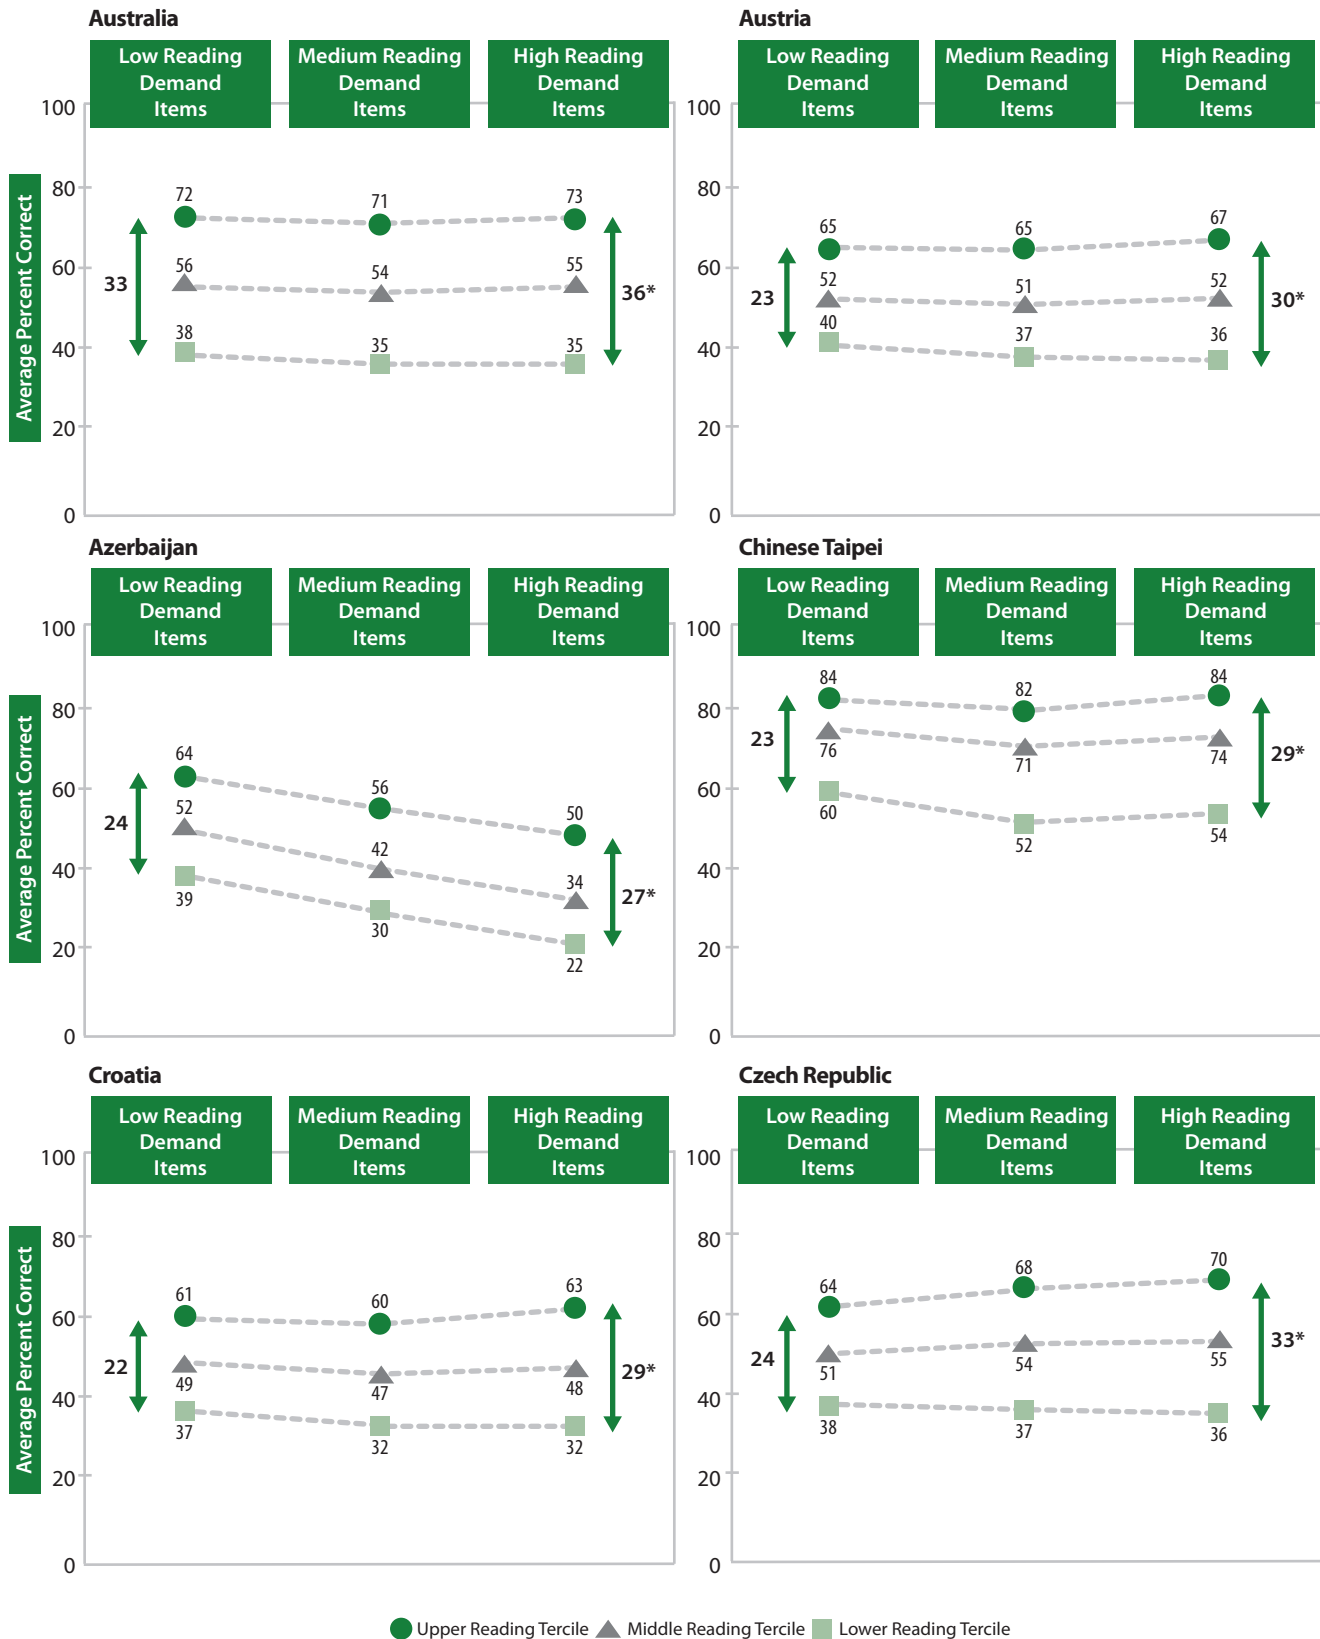 Australia
Low Reading
Demand
Items
Medium Reading
Demand
Items
High Reading
Demand
Items
Average Percent Correct
100
80
60
40
20
0
72
71
73
56
54
55
38
35
35
33
36*
Austria
Low Reading
Demand
Items
Medium Reading
Demand
Items
High Reading
Demand
Items
100
80
60
40
20
0
65
65
67
52
51
52
40
37
36
23
30*
Azerbaijan
Low Reading
Demand
Items
Medium Reading
Demand
Items
High Reading
Demand
Items
Average Percent Correct
100
80
60
40
20
0
64
56
50
52
42
34
39
30
22
24
27*
Chinese Taipei
Low Reading
Demand
Items
Medium Reading
Demand
Items
High Reading
Demand
Items
100
80
60
40
20
0
84
82
84
76
71
74
60
52
54
23
29*
Croatia
Low Reading
Demand
Items
Medium Reading
Demand
Items
High Reading
Demand
Items
Average Percent Correct
100
80
60
40
20
0
61
60
63
49
47
48
37
32
32
22
29*
Czech Republic
Low Reading
Demand
Items
Medium Reading
Demand
Items
High Reading
Demand
Items
100
80
60
40
20
0
64
68
70
51
54
55
38
37
36
24
33*
Upper Reading Tercile Middle Reading Tercile Lower Reading Tercile